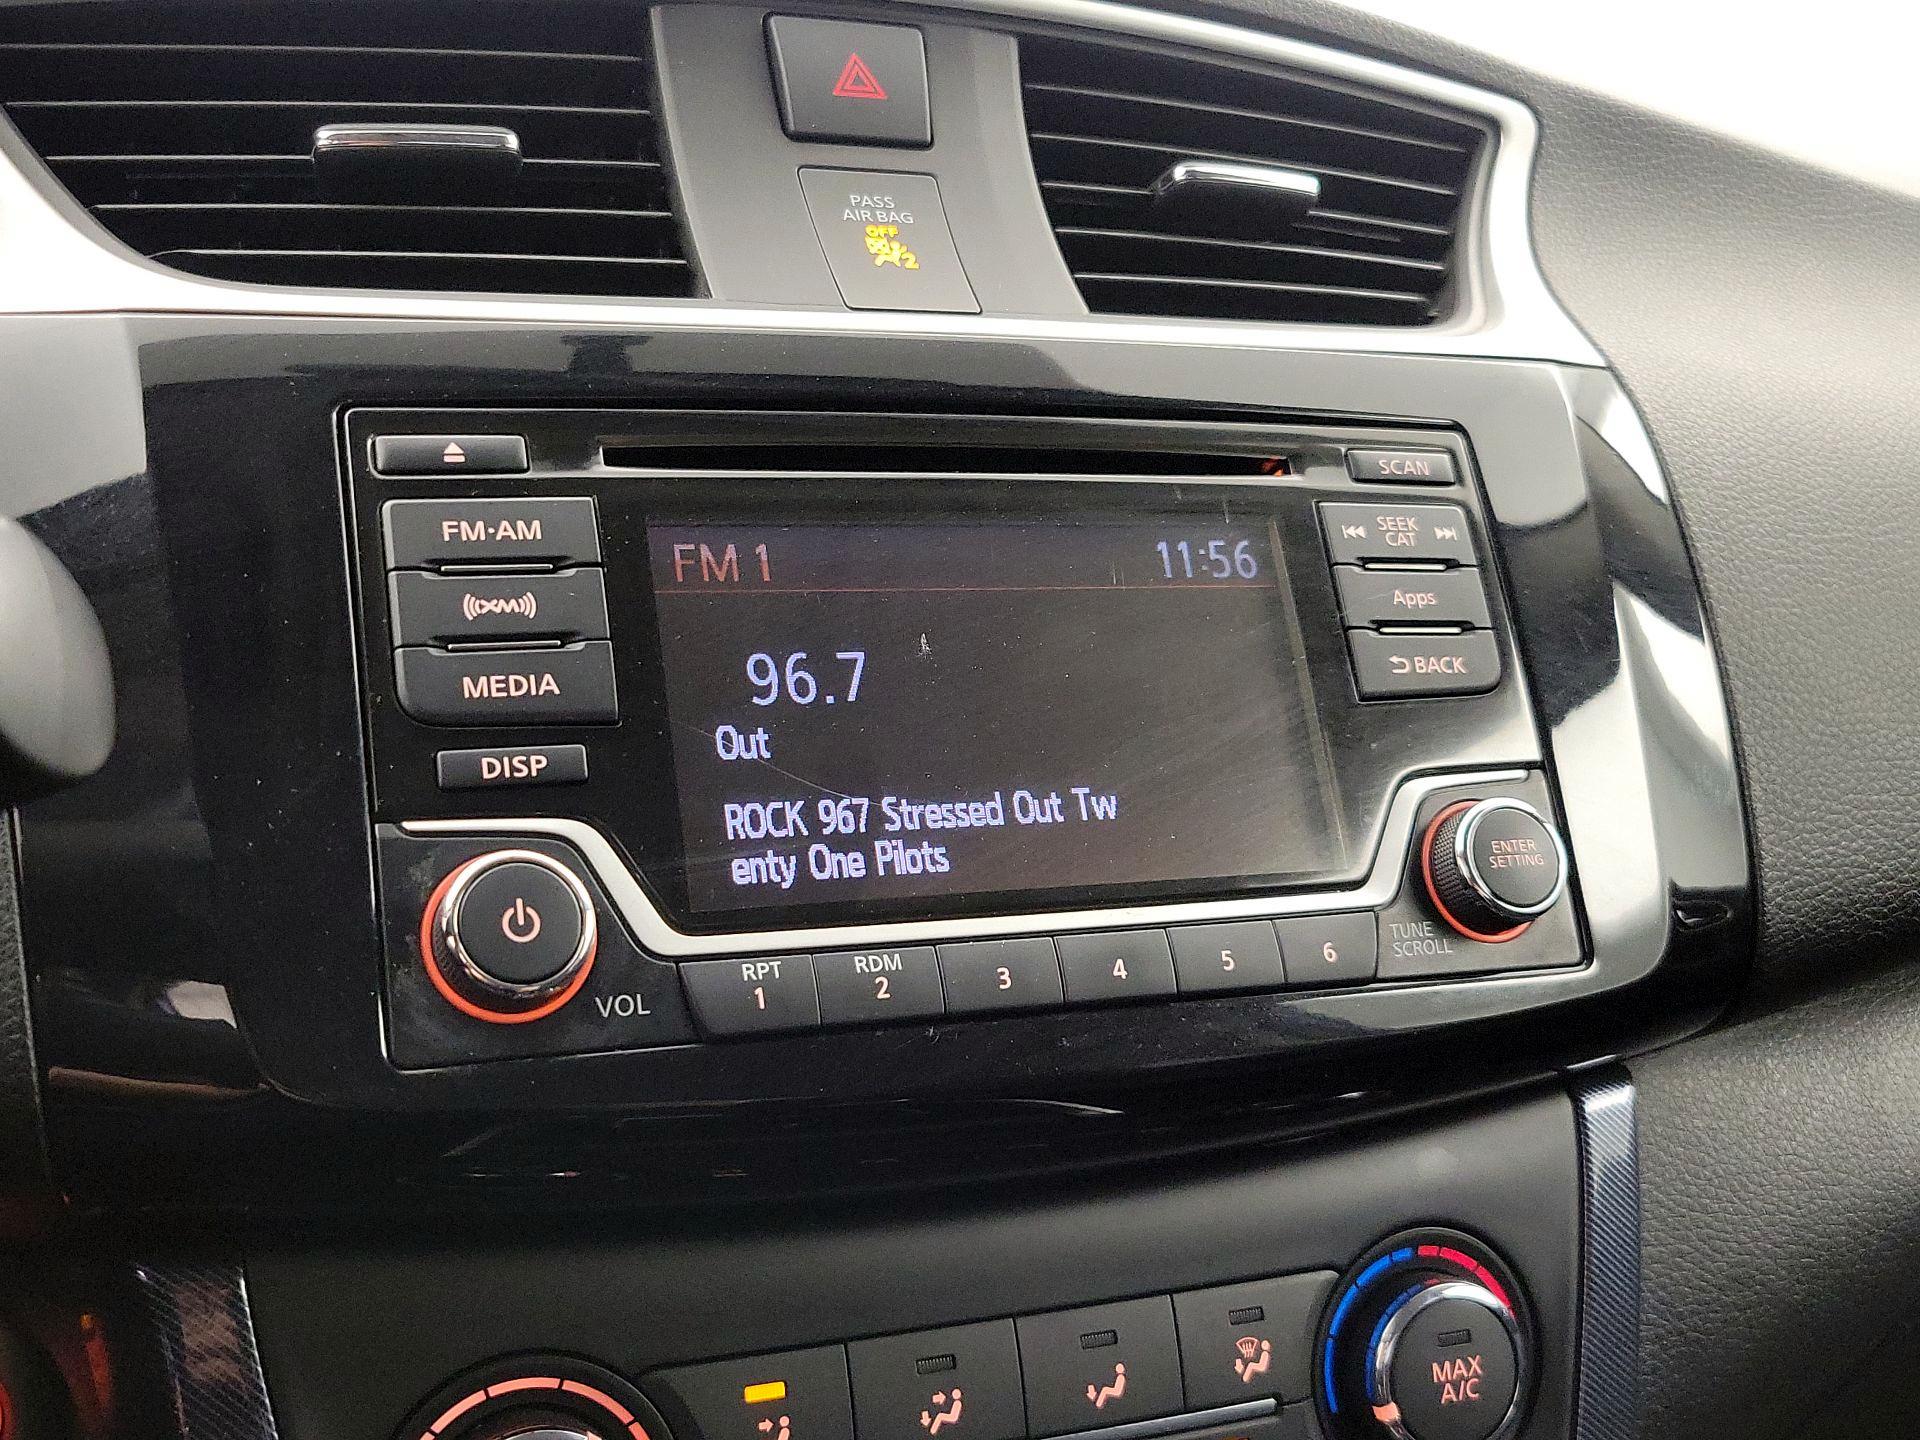 PASS
AIR BAG
OFF
2
SCAN
FM·AM
SEEK
CAT
FM 1
11:56
XM
Apps
96.7
BACK
MEDIA
Out
DISP
ROCK 967 Stressed Out Tw
enty One Pilots
ENTER
SETTING
TUNE
SCROLL
VOL
RPT
1
RDM
2
3
4
5
6
MAX
A/C